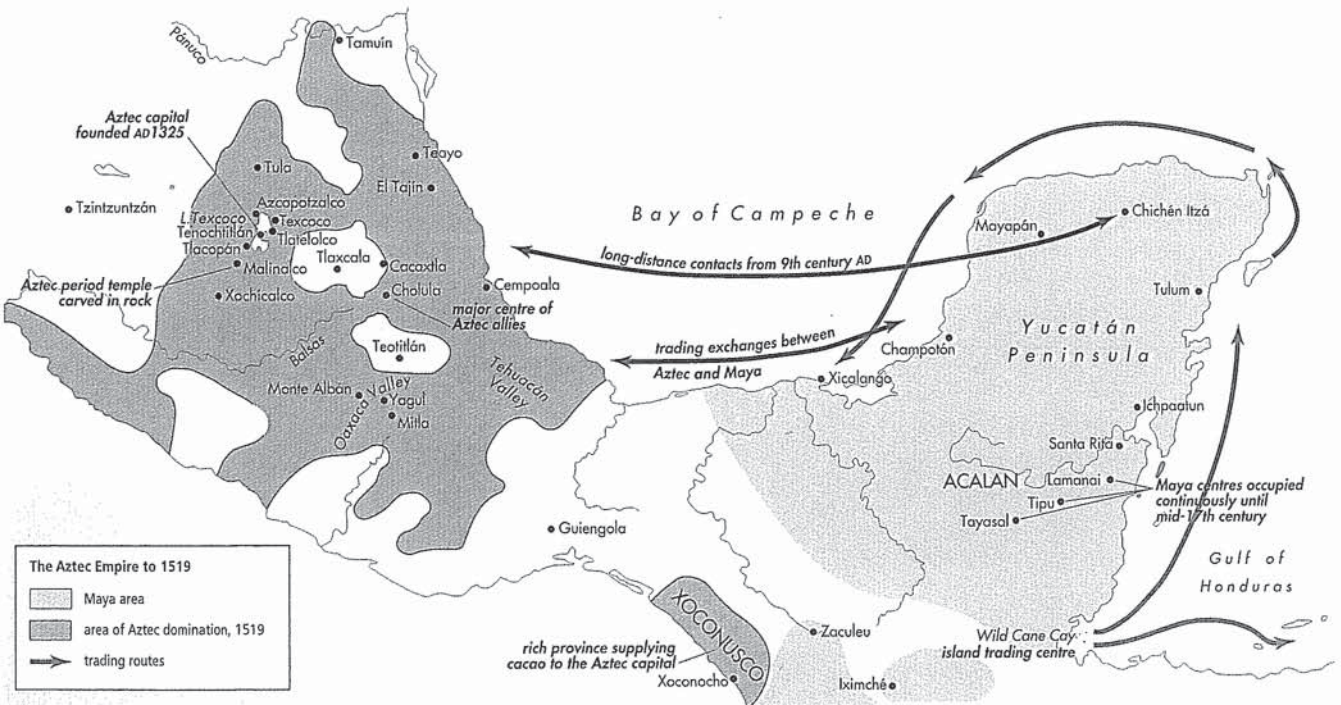 Pánuco
Tamuín
Aztec capital
founded AD1325
Tula
Teayo
El Tajín
Tzintzuntzán
Azcapotzalco
L. Texcoco
Texcoco
Tenochtitlán
Tlatelolco
Tlacopán
Malinalco
Tlaxcala
Cacaxtla
Aztec period temple
carved in rock
Xochicalco
Cholula
major centre of
Aztec allies
Cempoala
Balsas
Teotitlán
Tehuacán
Valley
Monte Albán
Oaxaca Valley
Yagul
Mitla
Bay of Campeche
long-distance contacts from 9th century AD
trading exchanges between
Aztec and Maya
Mayapán
Chichén Itzá
Tulum
Yucatán
Peninsula
Champotón
Xicalango
Ichpaatun
Santa Rita
ACALAN
Lamanai
Tipu
Tayasal
Maya centres occupied
continuously until
mid-17th century
Gulf of
Honduras
Guiengola
XOCONUSCO
rich province supplying
cacao to the Aztec capital
Xoconocho
Zaculeu
Iximché
Wild Cane Cay
island trading centre
The Aztec Empire to 1519
Maya area
area of Aztec domination, 1519
trading routes